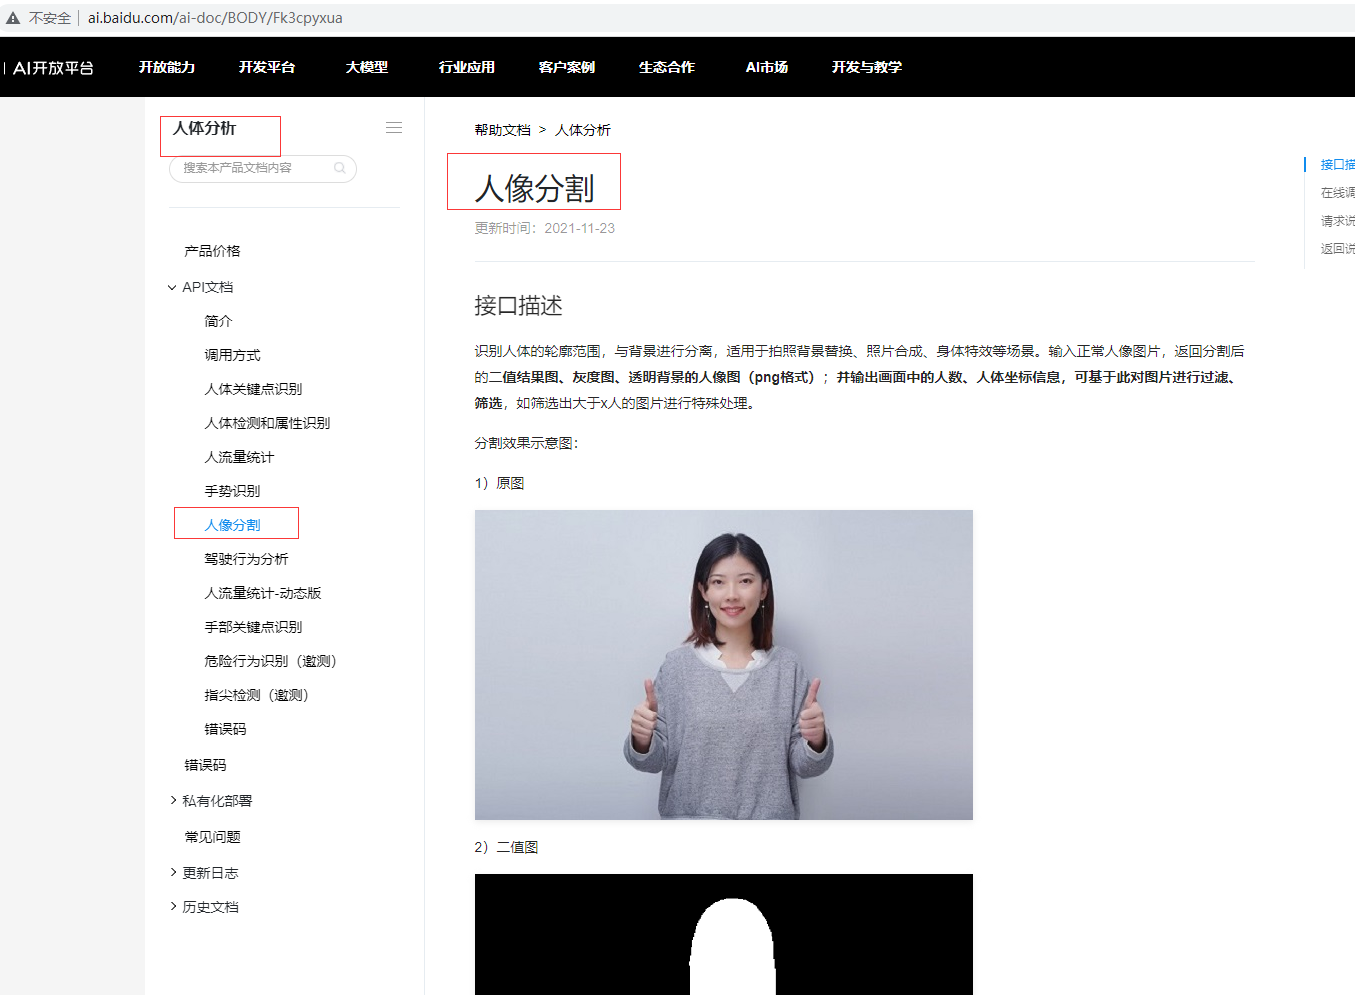 不安全 ai.baidu.com/ai-doc/BODY/Fk3cpyxua
AI开放平台 开放能力 开发平台 大模型 行业应用 客户案例 生态合作 AI市场 开发与教学
人体分析
搜索本产品文档内容
产品价格
API文档
简介
调用方式
人体关键点识别
人体检测和属性识别
人流量统计
手势识别
人像分割
驾驶行为分析
人流量统计-动态版
手部关键点识别
危险行为识别（邀测）
指尖检测（邀测）
错误码
错误码
私有化部署
常见问题
更新日志
历史文档
帮助文档 > 人体分析
人像分割
更新时间：2021-11-23
接口描述
识别人体的轮廓范围，与背景进行分离，适用于拍照背景替换、照片合成、身体特效等场景。输入正常人像图片，返回分割后
的二值结果图、灰度图、透明背景的人像图（png格式）；并输出画面中的人数、人体坐标信息，可基于此对图片进行过滤、
筛选，如筛选出大于x人的图片进行特殊处理。
分割效果示意图：
1）原图
2）二值图
接口描
在线调
请求说
返回说